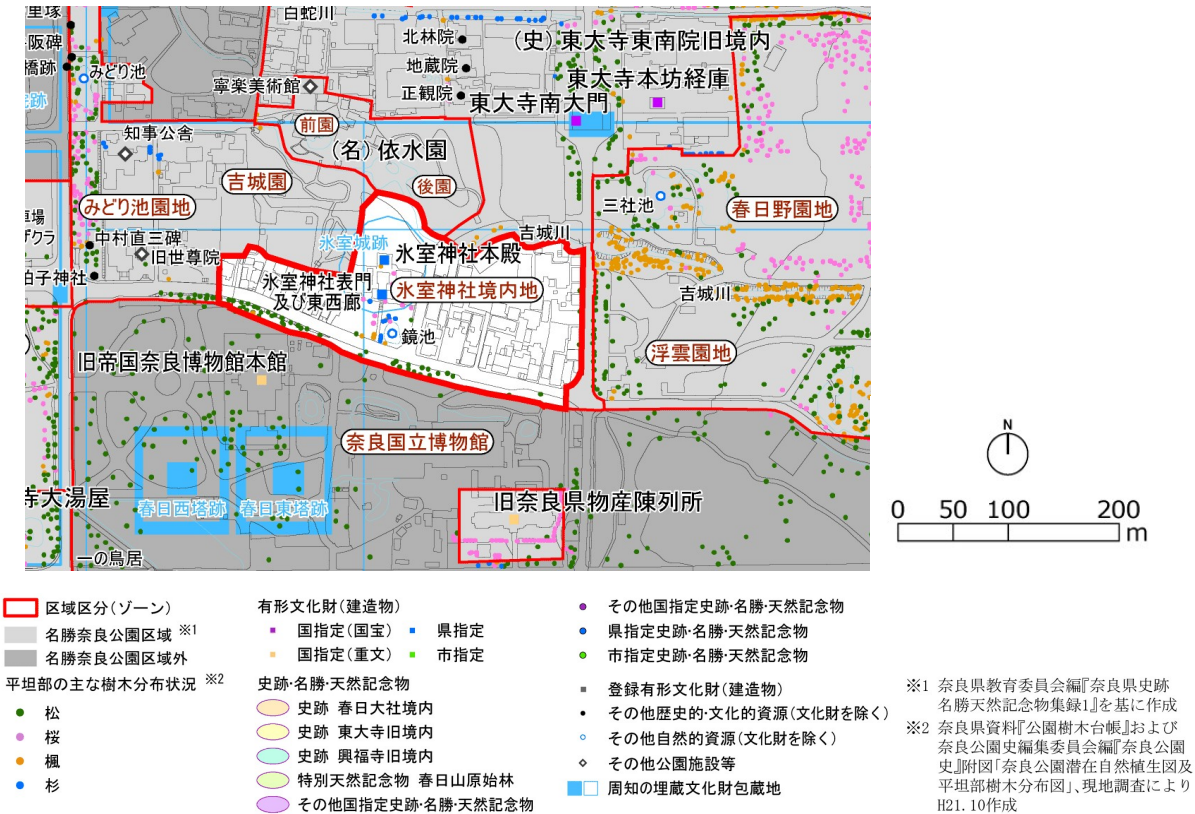 里塚
白蛇川
阪碑
橋跡
みどり池
院跡
北林院
地蔵院
正観院
寧楽美術館
(史)東大寺東南院旧境内
東大寺本坊経庫
東大寺南大門
知事公舎
前園
(名)依水園
後園
吉城園
みどり池園地
三社池
春日野園地
車場
ザクラ
中村直三碑
旧世尊院
伯子神社
氷室城跡
吉城川
氷室神社本殿
氷室神社表門
及び東西廊
氷室神社境内地
鏡池
吉城川
浮雲園地
旧帝国奈良博物館本館
奈良国立博物館
寺大湯屋
春日西塔跡
春日東塔跡
旧奈良県物産陳列所
一の鳥居
N
0 50 100 200
m
区域区分(ゾーン)
名勝奈良公園区域 ※1
名勝奈良公園区域外
平坦部の主な樹木分布状況 ※2
松
桜
楓
杉
有形文化財(建造物)
国指定(国宝) 県指定
国指定(重文) 市指定
史跡・名勝・天然記念物
史跡 春日大社境内
史跡 東大寺旧境内
史跡 興福寺旧境内
特別天然記念物 春日山原始林
その他国指定史跡・名勝・天然記念物
その他国指定史跡・名勝・天然記念物
県指定史跡・名勝・天然記念物
市指定史跡・名勝・天然記念物
登録有形文化財(建造物)
その他歴史的・文化的資源(文化財を除く)
その他自然的資源(文化財を除く)
その他公園施設等
周知の埋蔵文化財包蔵地
※1 奈良県教育委員会編『奈良県史跡
名勝天然記念物集録1』を基に作成
※2 奈良県資料『公園樹木台帳』および
奈良公園史編集委員会編『奈良公園
史』附図「奈良公園潜在自然植生図及
平坦部樹木分布図」、現地調査により
H21.10作成